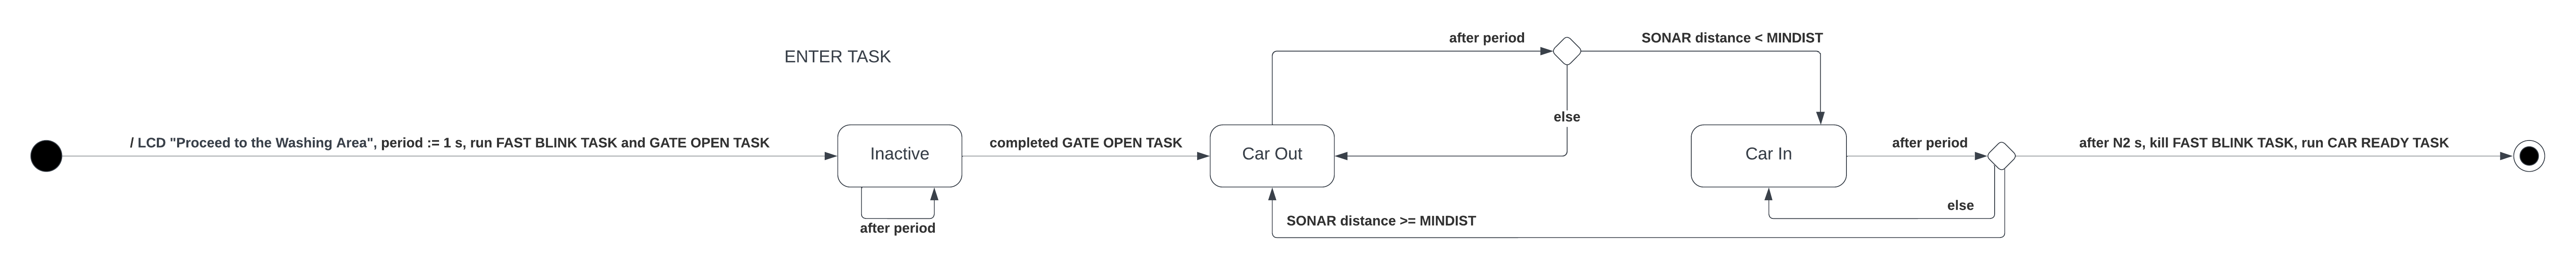 ENTER TASK
after period
SONAR distance < MINDIST
else
/ LCD "Proceed to the Washing Area", period := 1 s, run FAST BLINK TASK and GATE OPEN TASK
Inactive
completed GATE OPEN TASK
Car Out
Car In
after period
after N2 s, kill FAST BLINK TASK, run CAR READY TASK
after period
SONAR distance >= MINDIST
else